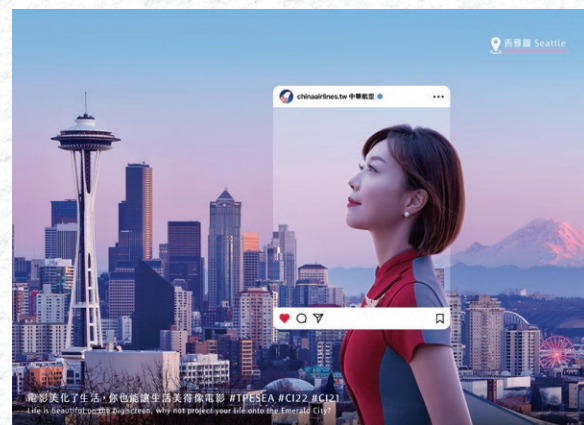 西雅圖 Seattle
chinaairlines.tw 中華航空
電影美化了生活，你也能讓生活美得像電影 #TPESEA #CI22 #CI21
Life is beautiful on the big screen, why not project your life onto the Emerald City?